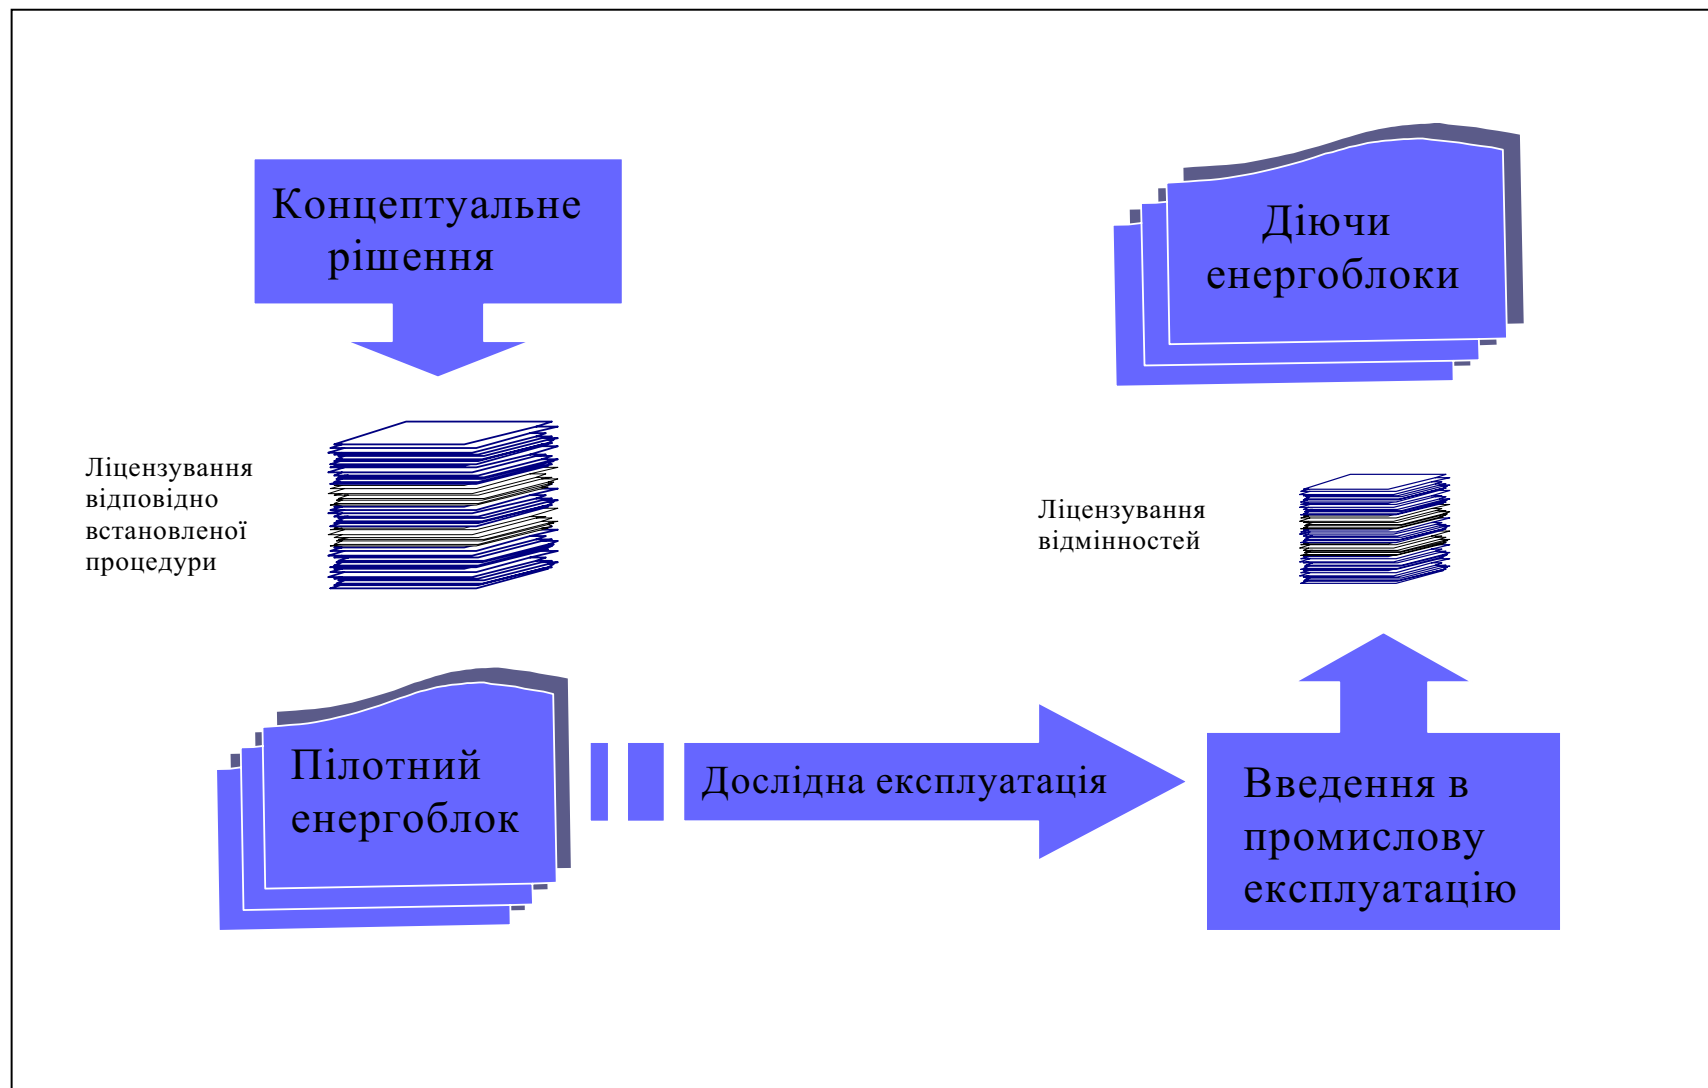 Концептуальне
рішення
Діючи
енергоблоки
Ліцензування
відповідно
встановленої
процедури
Ліцензування
відмінностей
Пілотний
енергоблок
Дослідна експлуатація
Введення в
промислову
експлуатацію